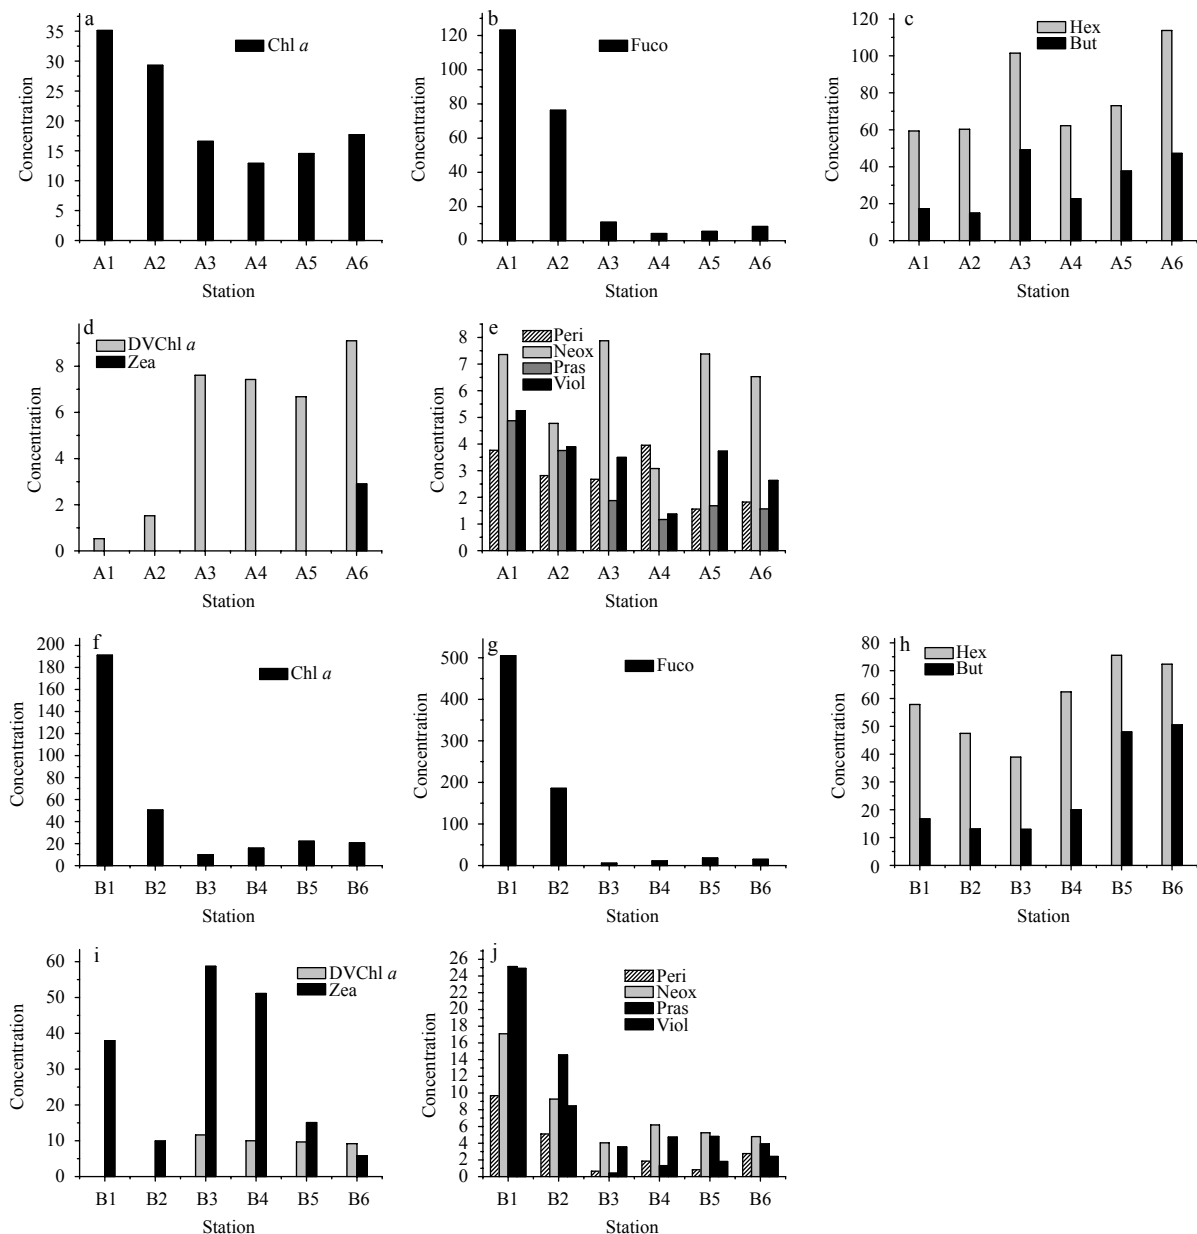 a
Chl a
35
30
25
20
15
10
5
0
Concentration
A1 A2 A3 A4 A5 A6
Station
b
Fuco
120
100
80
60
40
20
0
Concentration
A1 A2 A3 A4 A5 A6
Station
c
Hex
But
120
100
80
60
40
20
0
Concentration
A1 A2 A3 A4 A5 A6
Station
d
DVChl a
Zea
8
6
4
2
0
Concentration
A1 A2 A3 A4 A5 A6
Station
e
Peri
Neox
Pras
Viol
8
7
6
5
4
3
2
1
0
Concentration
A1 A2 A3 A4 A5 A6
Station
f
Chl a
200
180
160
140
120
100
80
60
40
20
0
Concentration
B1 B2 B3 B4 B5 B6
Station
g
Fuco
500
400
300
200
100
0
Concentration
B1 B2 B3 B4 B5 B6
Station
h
Hex
But
80
70
60
50
40
30
20
10
0
Concentration
B1 B2 B3 B4 B5 B6
Station
i
DVChl a
Zea
60
50
40
30
20
10
0
Concentration
B1 B2 B3 B4 B5 B6
Station
j
Peri
Neox
Pras
Viol
26
24
22
20
18
16
14
12
10
8
6
4
2
0
Concentration
B1 B2 B3 B4 B5 B6
Station